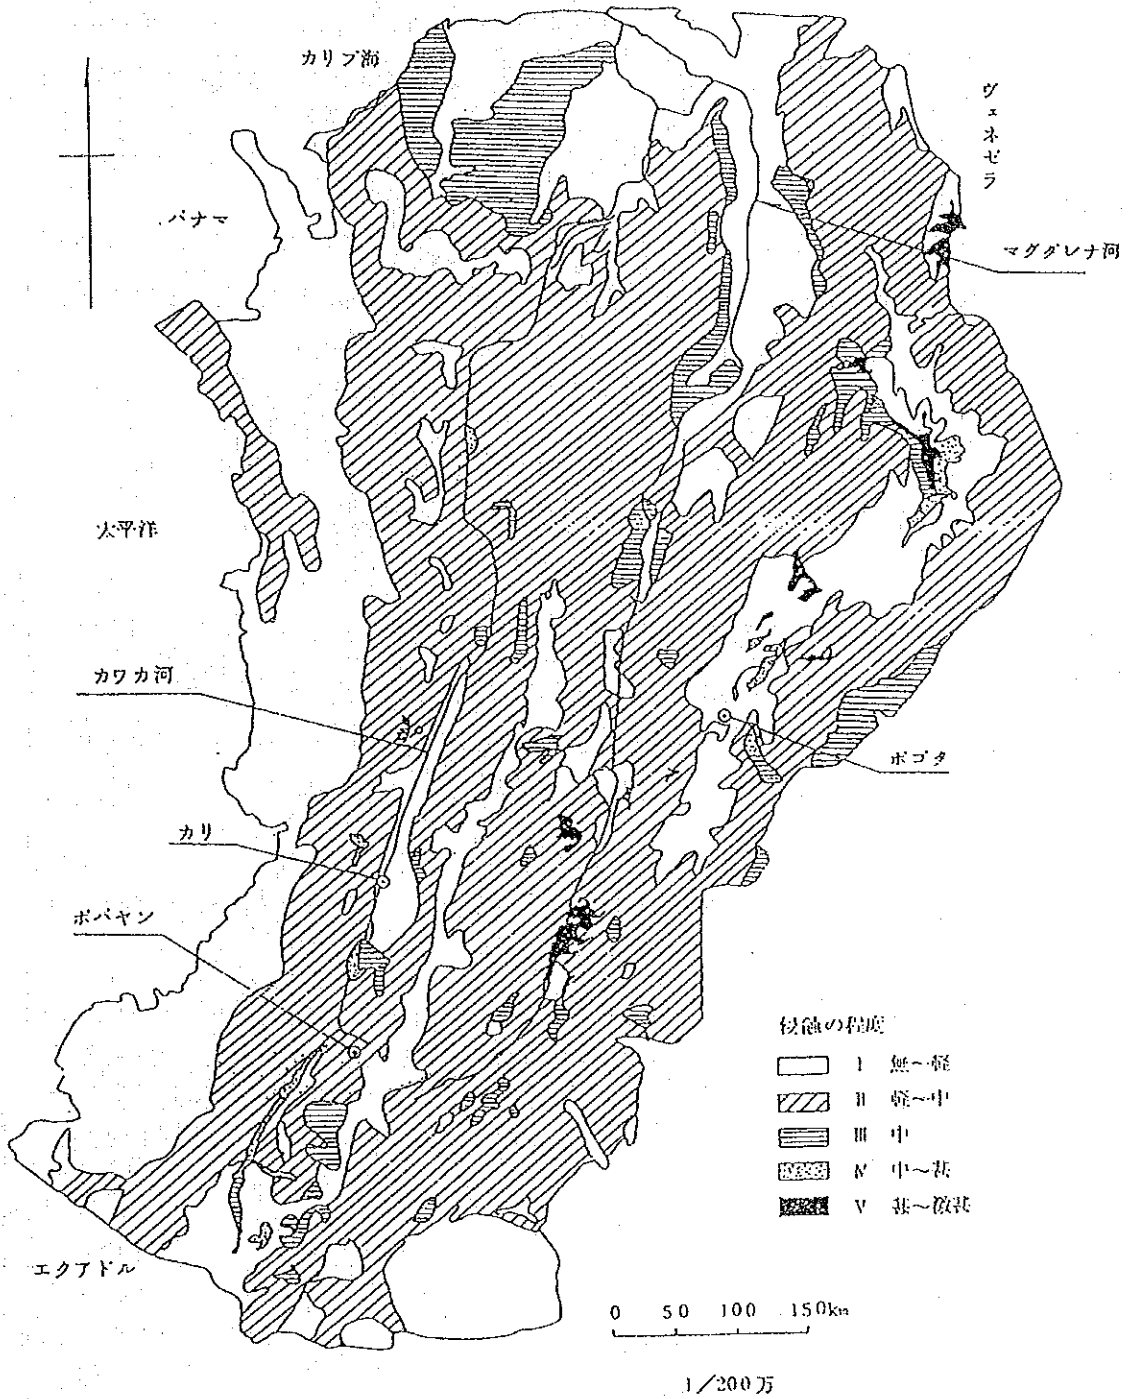 カリブ海
ヴェネゼラ
パナマ
マグダレナ河
太平洋
カワカ河
ボゴタ
カリ
ポパヤン
侵蝕の程度
I 無〜軽
II 軽〜中
III 中
IV 中〜甚
V 甚〜激甚
エクアドル
0 50 100 150km
1/200万